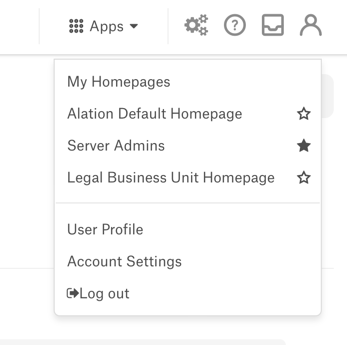 Apps
My Homepages
Alation Default Homepage
Server Admins
Legal Business Unit Homepage
User Profile
Account Settings
Log out